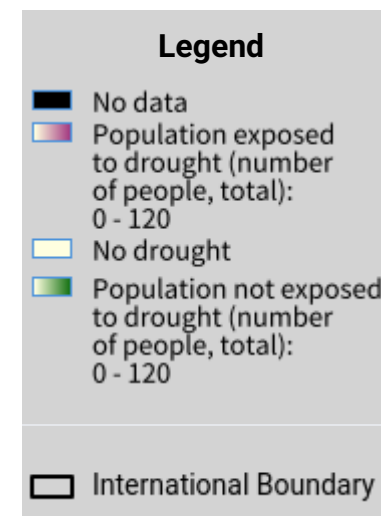 Legend
No data
Population exposed
to drought (number
of people, total):
0 - 120
No drought
Population not exposed
to drought (number
of people, total):
0 - 120
International Boundary